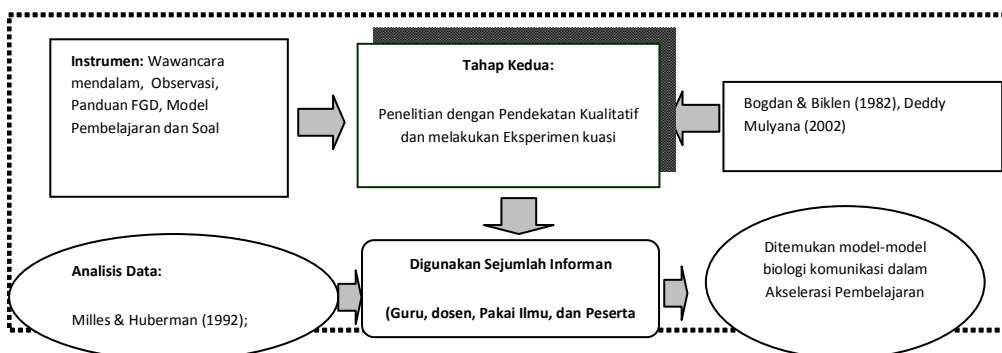 Instrumen: Wawancara
mendalam, Observasi,
Panduan FGD, Model
Pembelajaran dan Soal
Tahap Kedua:
Penelitian dengan Pendekatan Kualitatif
dan melakukan Eksperimen kuasi
Bogdan & Biklen (1982), Deddy
Mulyana (2002)
Analisis Data:
Milles & Huberman (1992);
Digunakan Sejumlah Informan
(Guru, dosen, Pakai Ilmu, dan Peserta
Ditemukan model-model
biologi komunikasi dalam
Akselerasi Pembelajaran